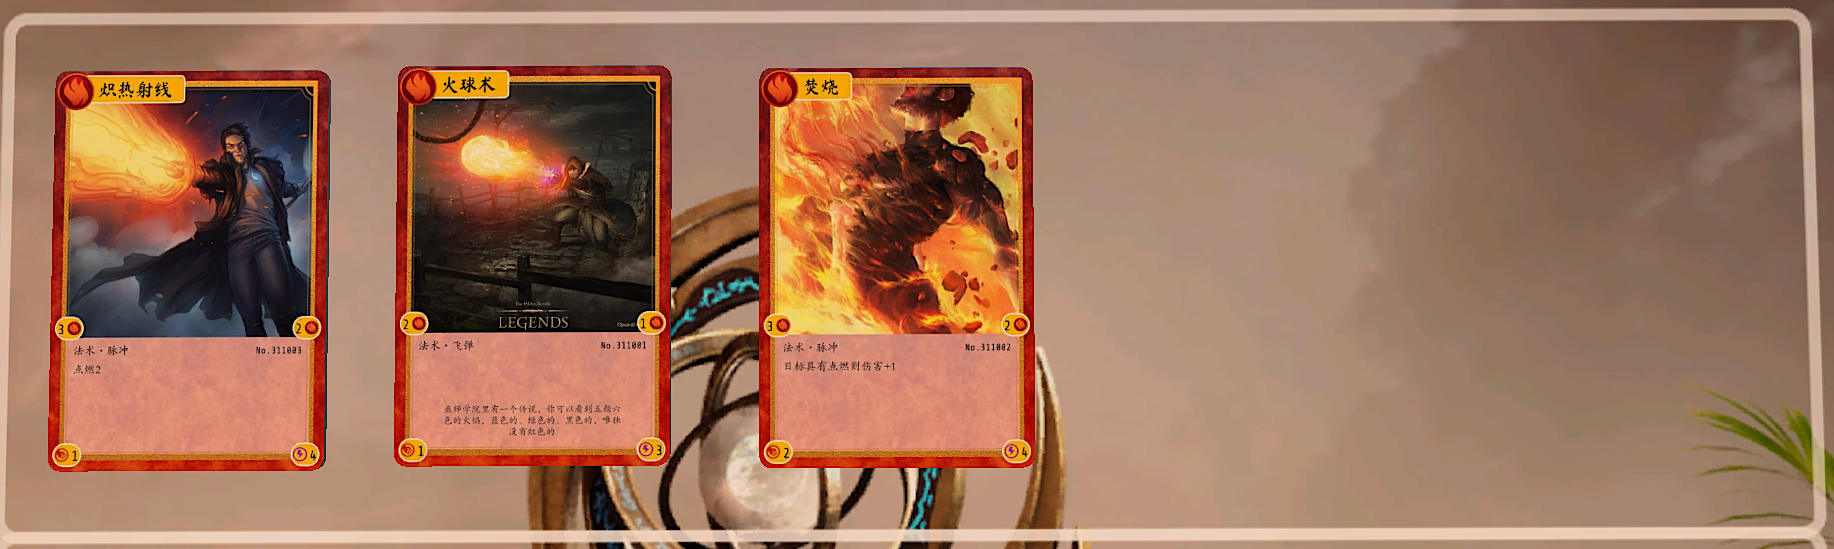 炽热射线
3
2
法术·脉冲
No.311003
点燃2
1
4
火球术
The Elder Scrolls
LEGENDS
2
1
法术·飞弹
No.311001
巫师学院里有一个传说，你可以看到五颜六
色的火焰，蓝色的、绿色的、黑色的，唯独
没有红色的
1
3
焚烧
3
2
法术·脉冲
No.311002
目标具有点燃则伤害+1
2
4